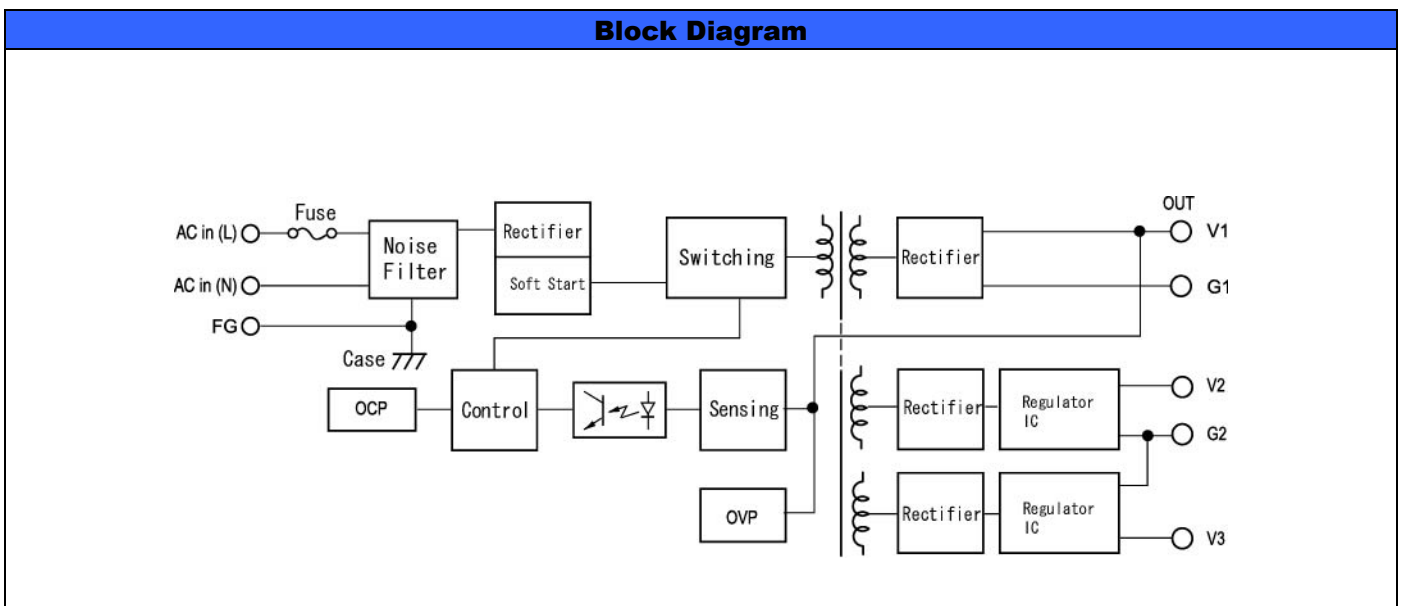 Block Diagram
OUT
AC in (L)
Fuse
Noise
Filter
Rectifier
Soft Start
Switching
Rectifier
V1
G1
AC in (N)
FG
Case
OCP
Control
Sensing
OVP
Rectifier
Regulator
IC
V2
G2
Rectifier
Regulator
IC
V3